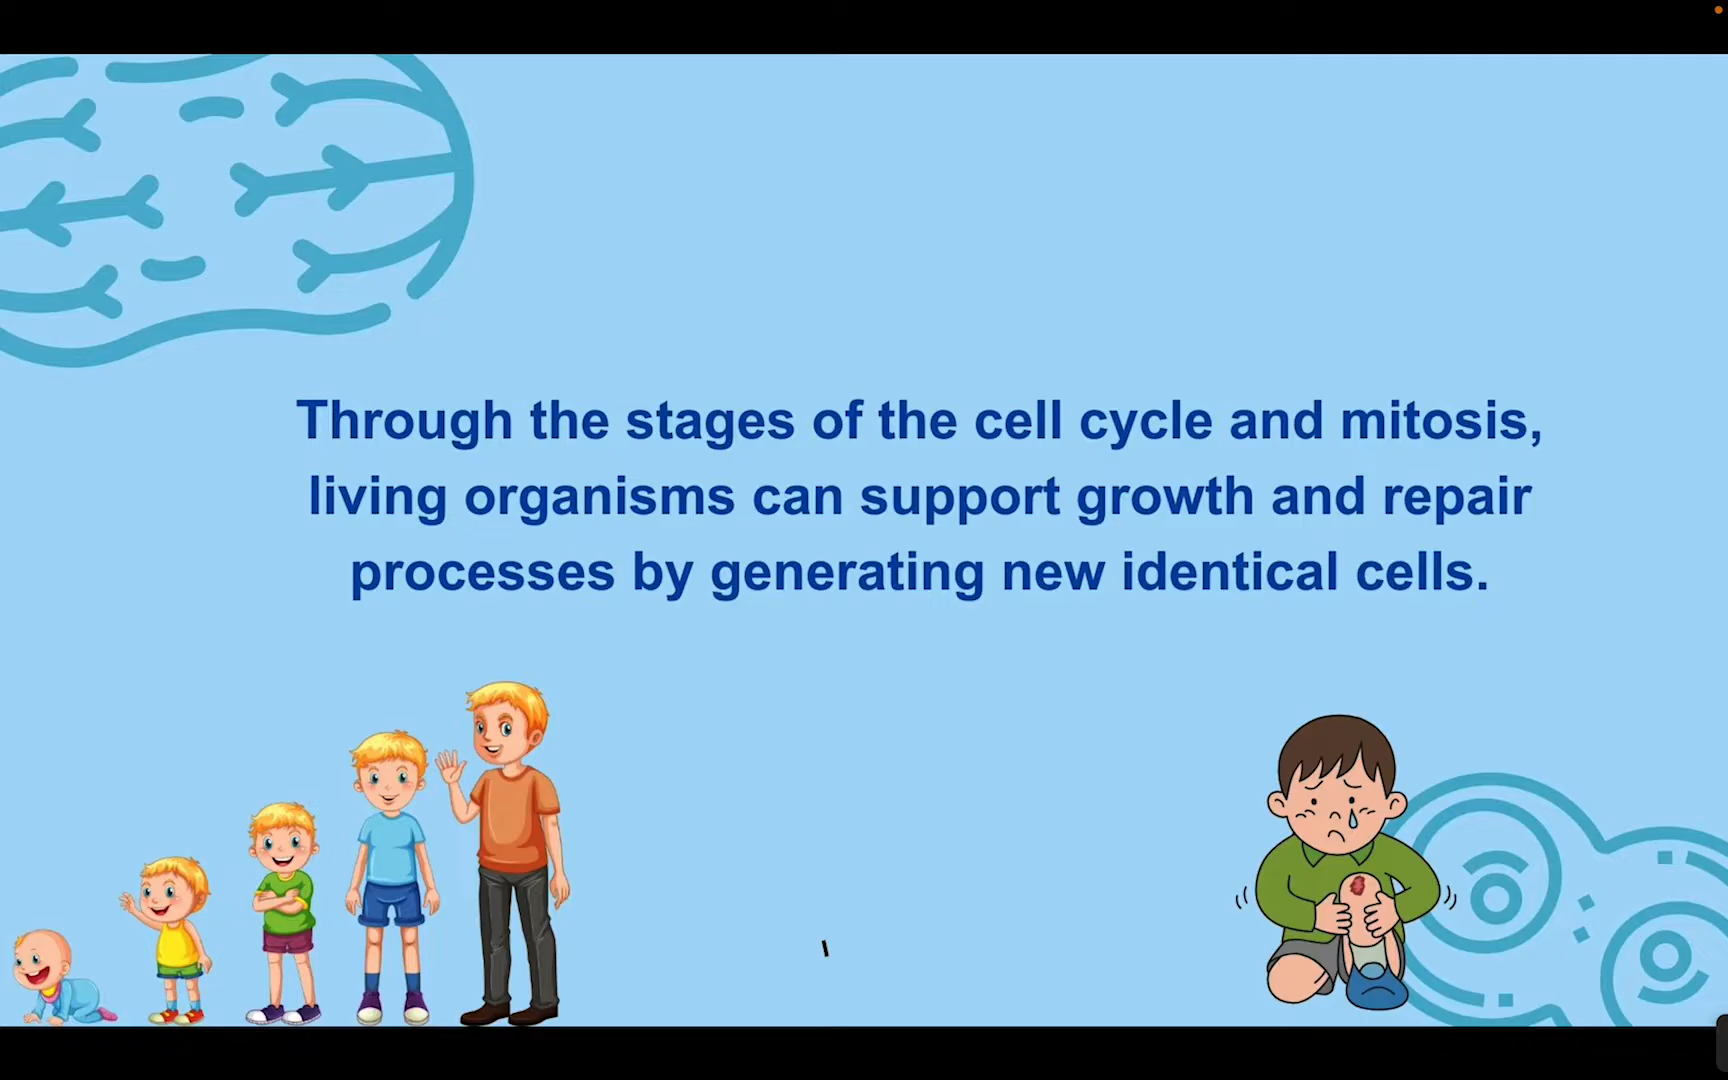 Through the stages of the cell cycle and mitosis,
living organisms can support growth and repair
processes by generating new identical cells.